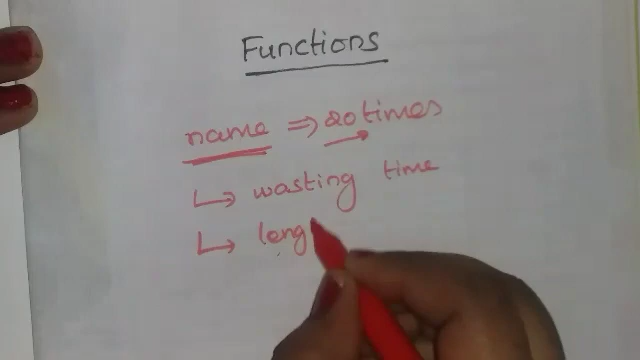 Functions
name ⇒ 20 times
↳ wasting time
↳ leng